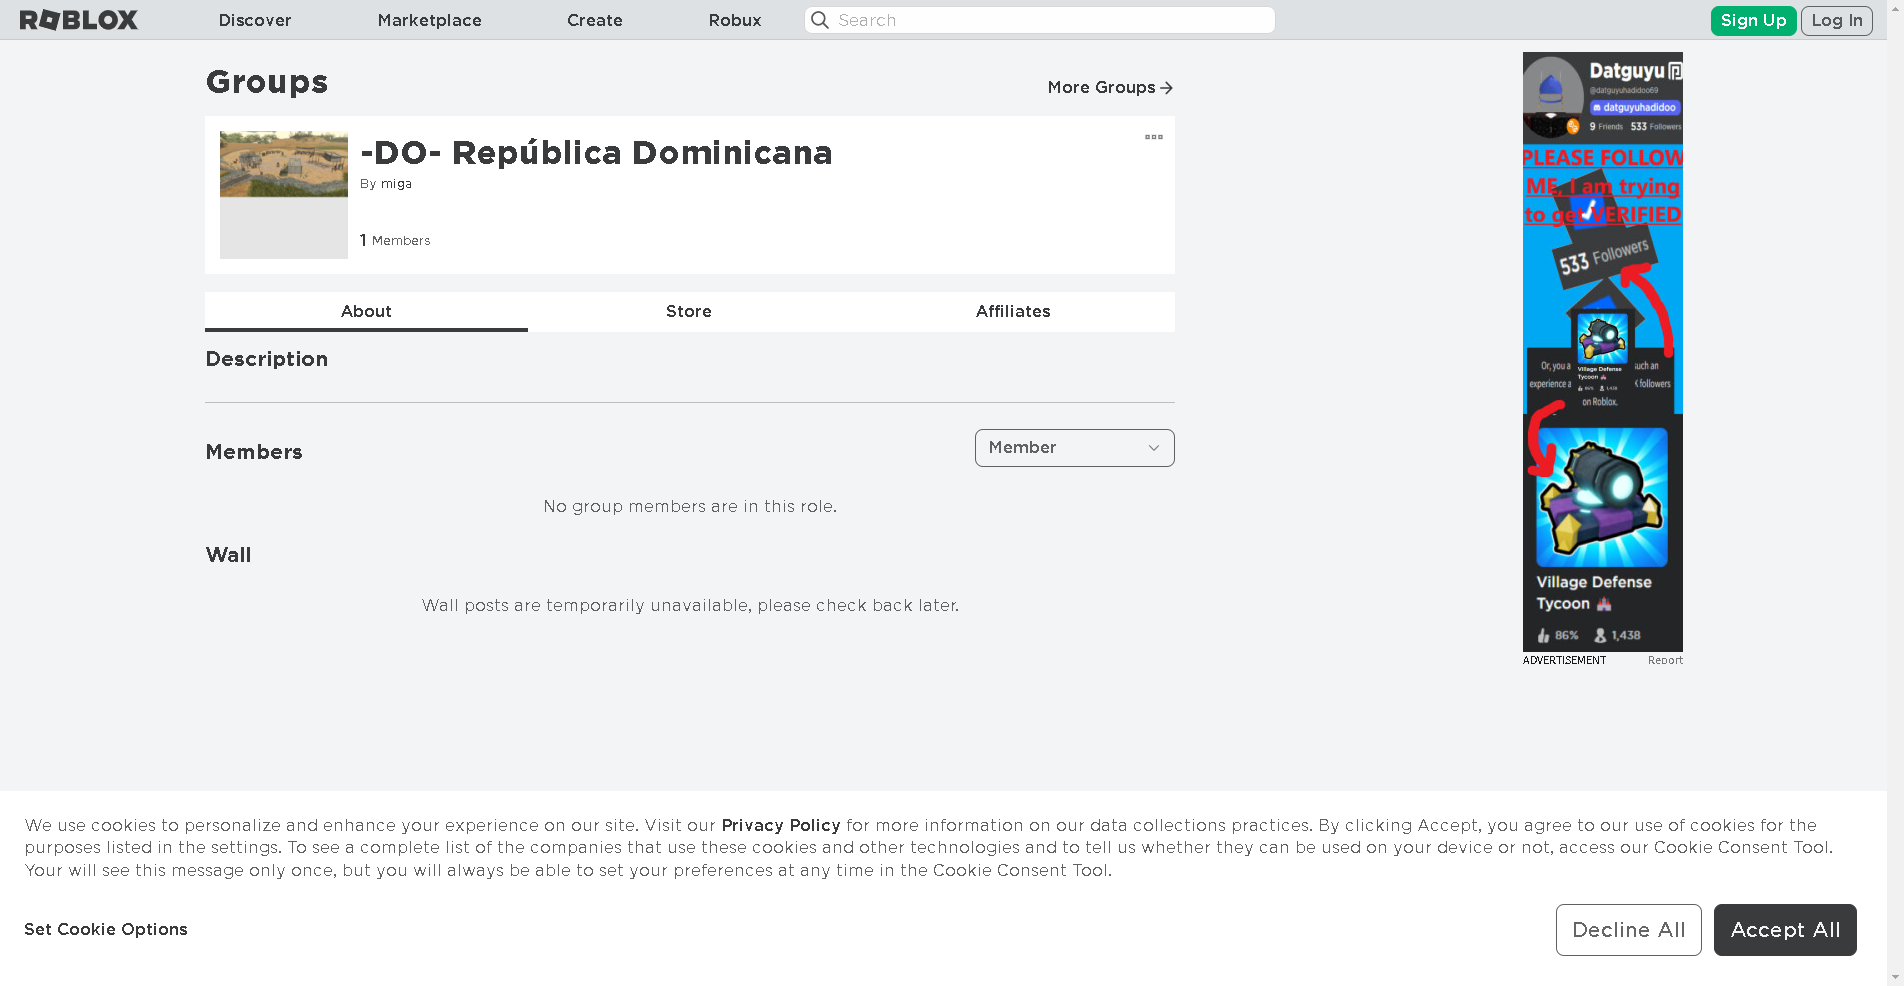 ROBLOX
Discover
Marketplace
Create
Robux
Search
Sign Up
Log In
Groups
More Groups
-DO- República Dominicana
By miga
1 Members
About
Store
Affiliates
Description
Members
Member
No group members are in this role.
Wall
Wall posts are temporarily unavailable, please check back later.
Datguyu
@datguyuhadidoo69
datguyuhadidoo
9 Friends 533 Followers
PLEASE FOLLOW
ME, I am trying
to get VERIFIED
533 Followers
Or, you a
such an
experience a
K followers
on Roblox.
Village Defense
Tycoon
86% 1,438
Village Defense
Tycoon
86% 1,438
ADVERTISEMENT
Report
We use cookies to personalize and enhance your experience on our site. Visit our Privacy Policy for more information on our data collections practices. By clicking Accept, you agree to our use of cookies for the
purposes listed in the settings. To see a complete list of the companies that use these cookies and other technologies and to tell us whether they can be used on your device or not, access our Cookie Consent Tool.
Your will see this message only once, but you will always be able to set your preferences at any time in the Cookie Consent Tool.
Set Cookie Options
Decline All
Accept All